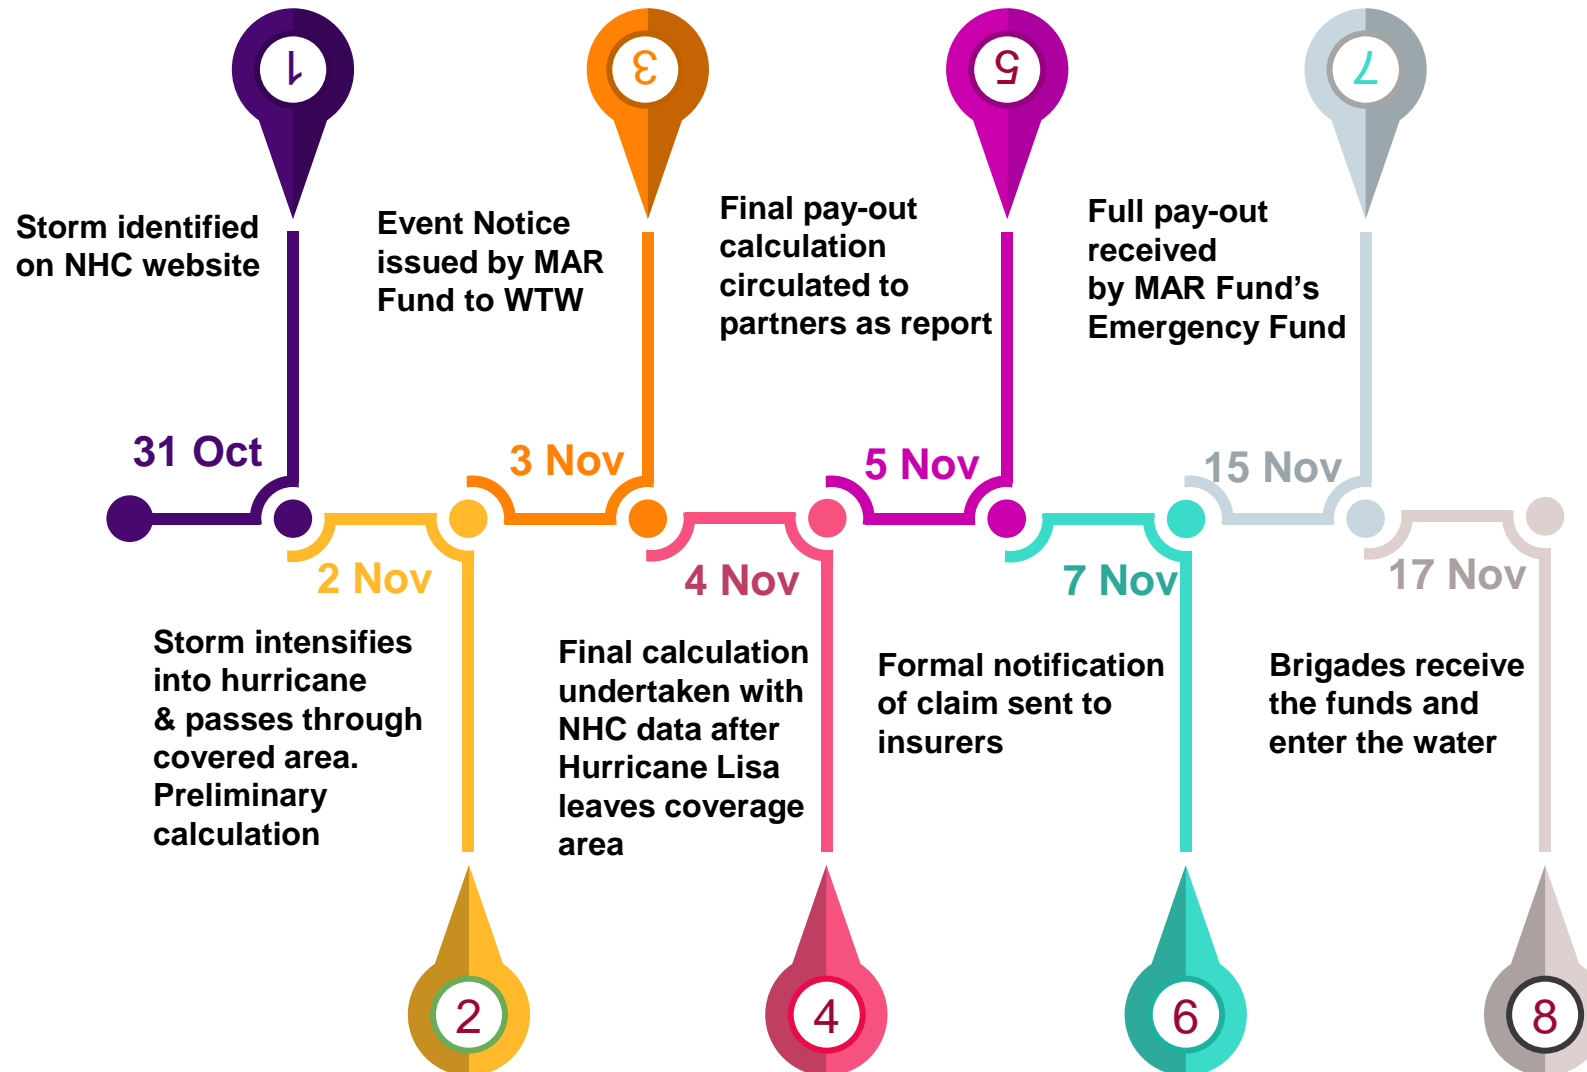 1
Storm identified
on NHC website
31 Oct
2 Nov
Storm intensifies
into hurricane
& passes through
covered area.
Preliminary
calculation
2
3
Event Notice
issued by MAR
Fund to WTW
3 Nov
4 Nov
Final calculation
undertaken with
NHC data after
Hurricane Lisa
leaves coverage
area
4
5
Final pay-out
calculation
circulated to
partners as report
5 Nov
7 Nov
Formal notification
of claim sent to
insurers
6
7
Full pay-out
received
by MAR Fund’s
Emergency Fund
15 Nov
17 Nov
Brigades receive
the funds and
enter the water
8